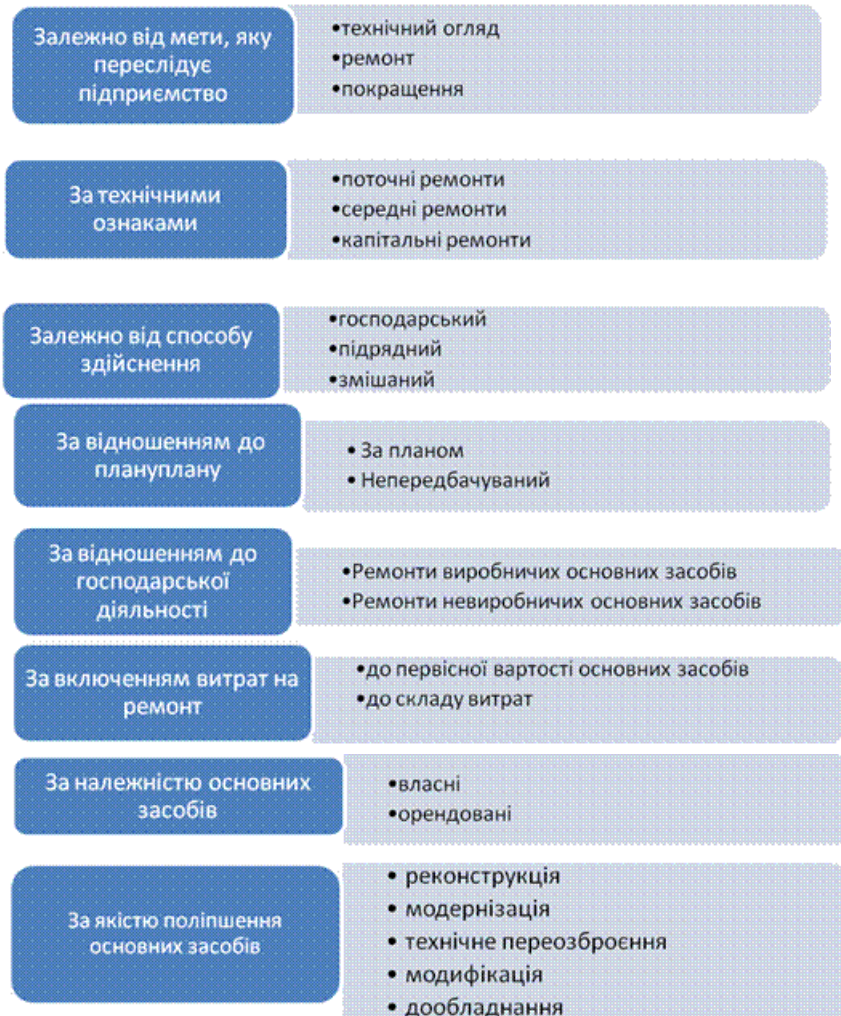 Залежно від мети, яку
переслідує
підприємство
•технічний огляд
•ремонт
•покращення
За технічними
ознаками
•поточні ремонти
•середні ремонти
•капітальні ремонти
Залежно від способу
здійснення
•господарський
•підрядний
•змішаний
За відношенням до
плануплану
• За планом
• Непередбачуваний
За відношенням до
господарської
діяльності
•Ремонти виробничих основних засобів
•Ремонти невиробничих основних засобів
За включенням витрат на
ремонт
•до первісної вартості основних засобів
•до складу витрат
За належністю основних
засобів
•власні
•орендовані
За якістю поліпшення
основних засобів
• реконструкція
• модернізація
• технічне переозброєння
• модифікація
• дообладнання